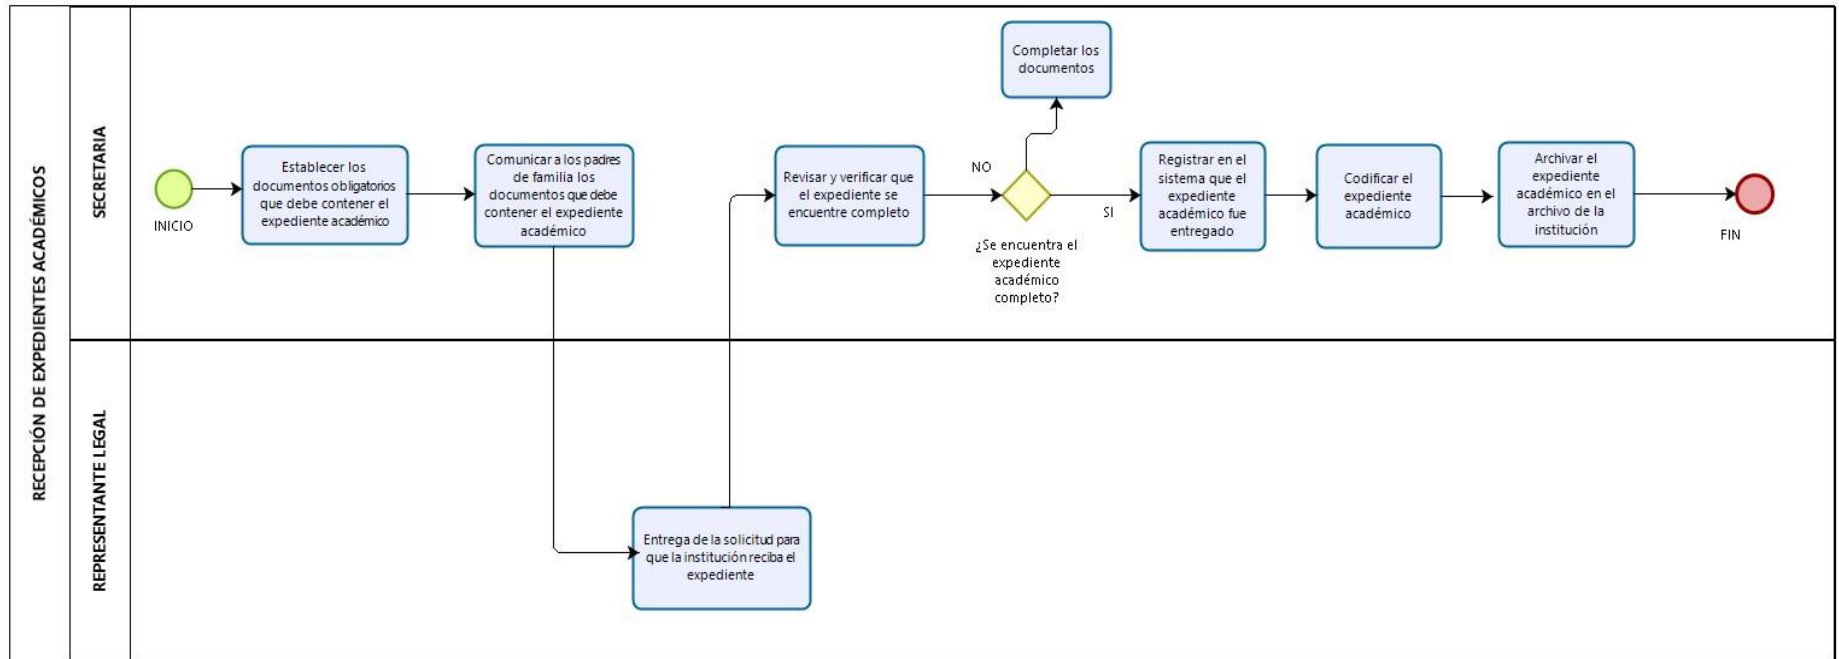 RECEPCIÓN DE EXPEDIENTES ACADÉMICOS
SECRETARIA
INICIO
Establecer los
documentos obligatorios
que debe contener el
expediente académico
Comunicar a los padres
de familia los
documentos que debe
contener el expediente
académico
Revisar y verificar que
el expediente se
encuentre completo
NO
Completar los
documentos
SI
¿Se encuentra el
expediente
académico
completo?
Registrar en el
sistema que el
expediente
académico fue
entregado
Codificar el
expediente
académico
Archivar el
expediente
académico en el
archivo de la
institución
FIN
REPRESENTANTE LEGAL
Entrega de la solicitud para
que la institución reciba el
expediente